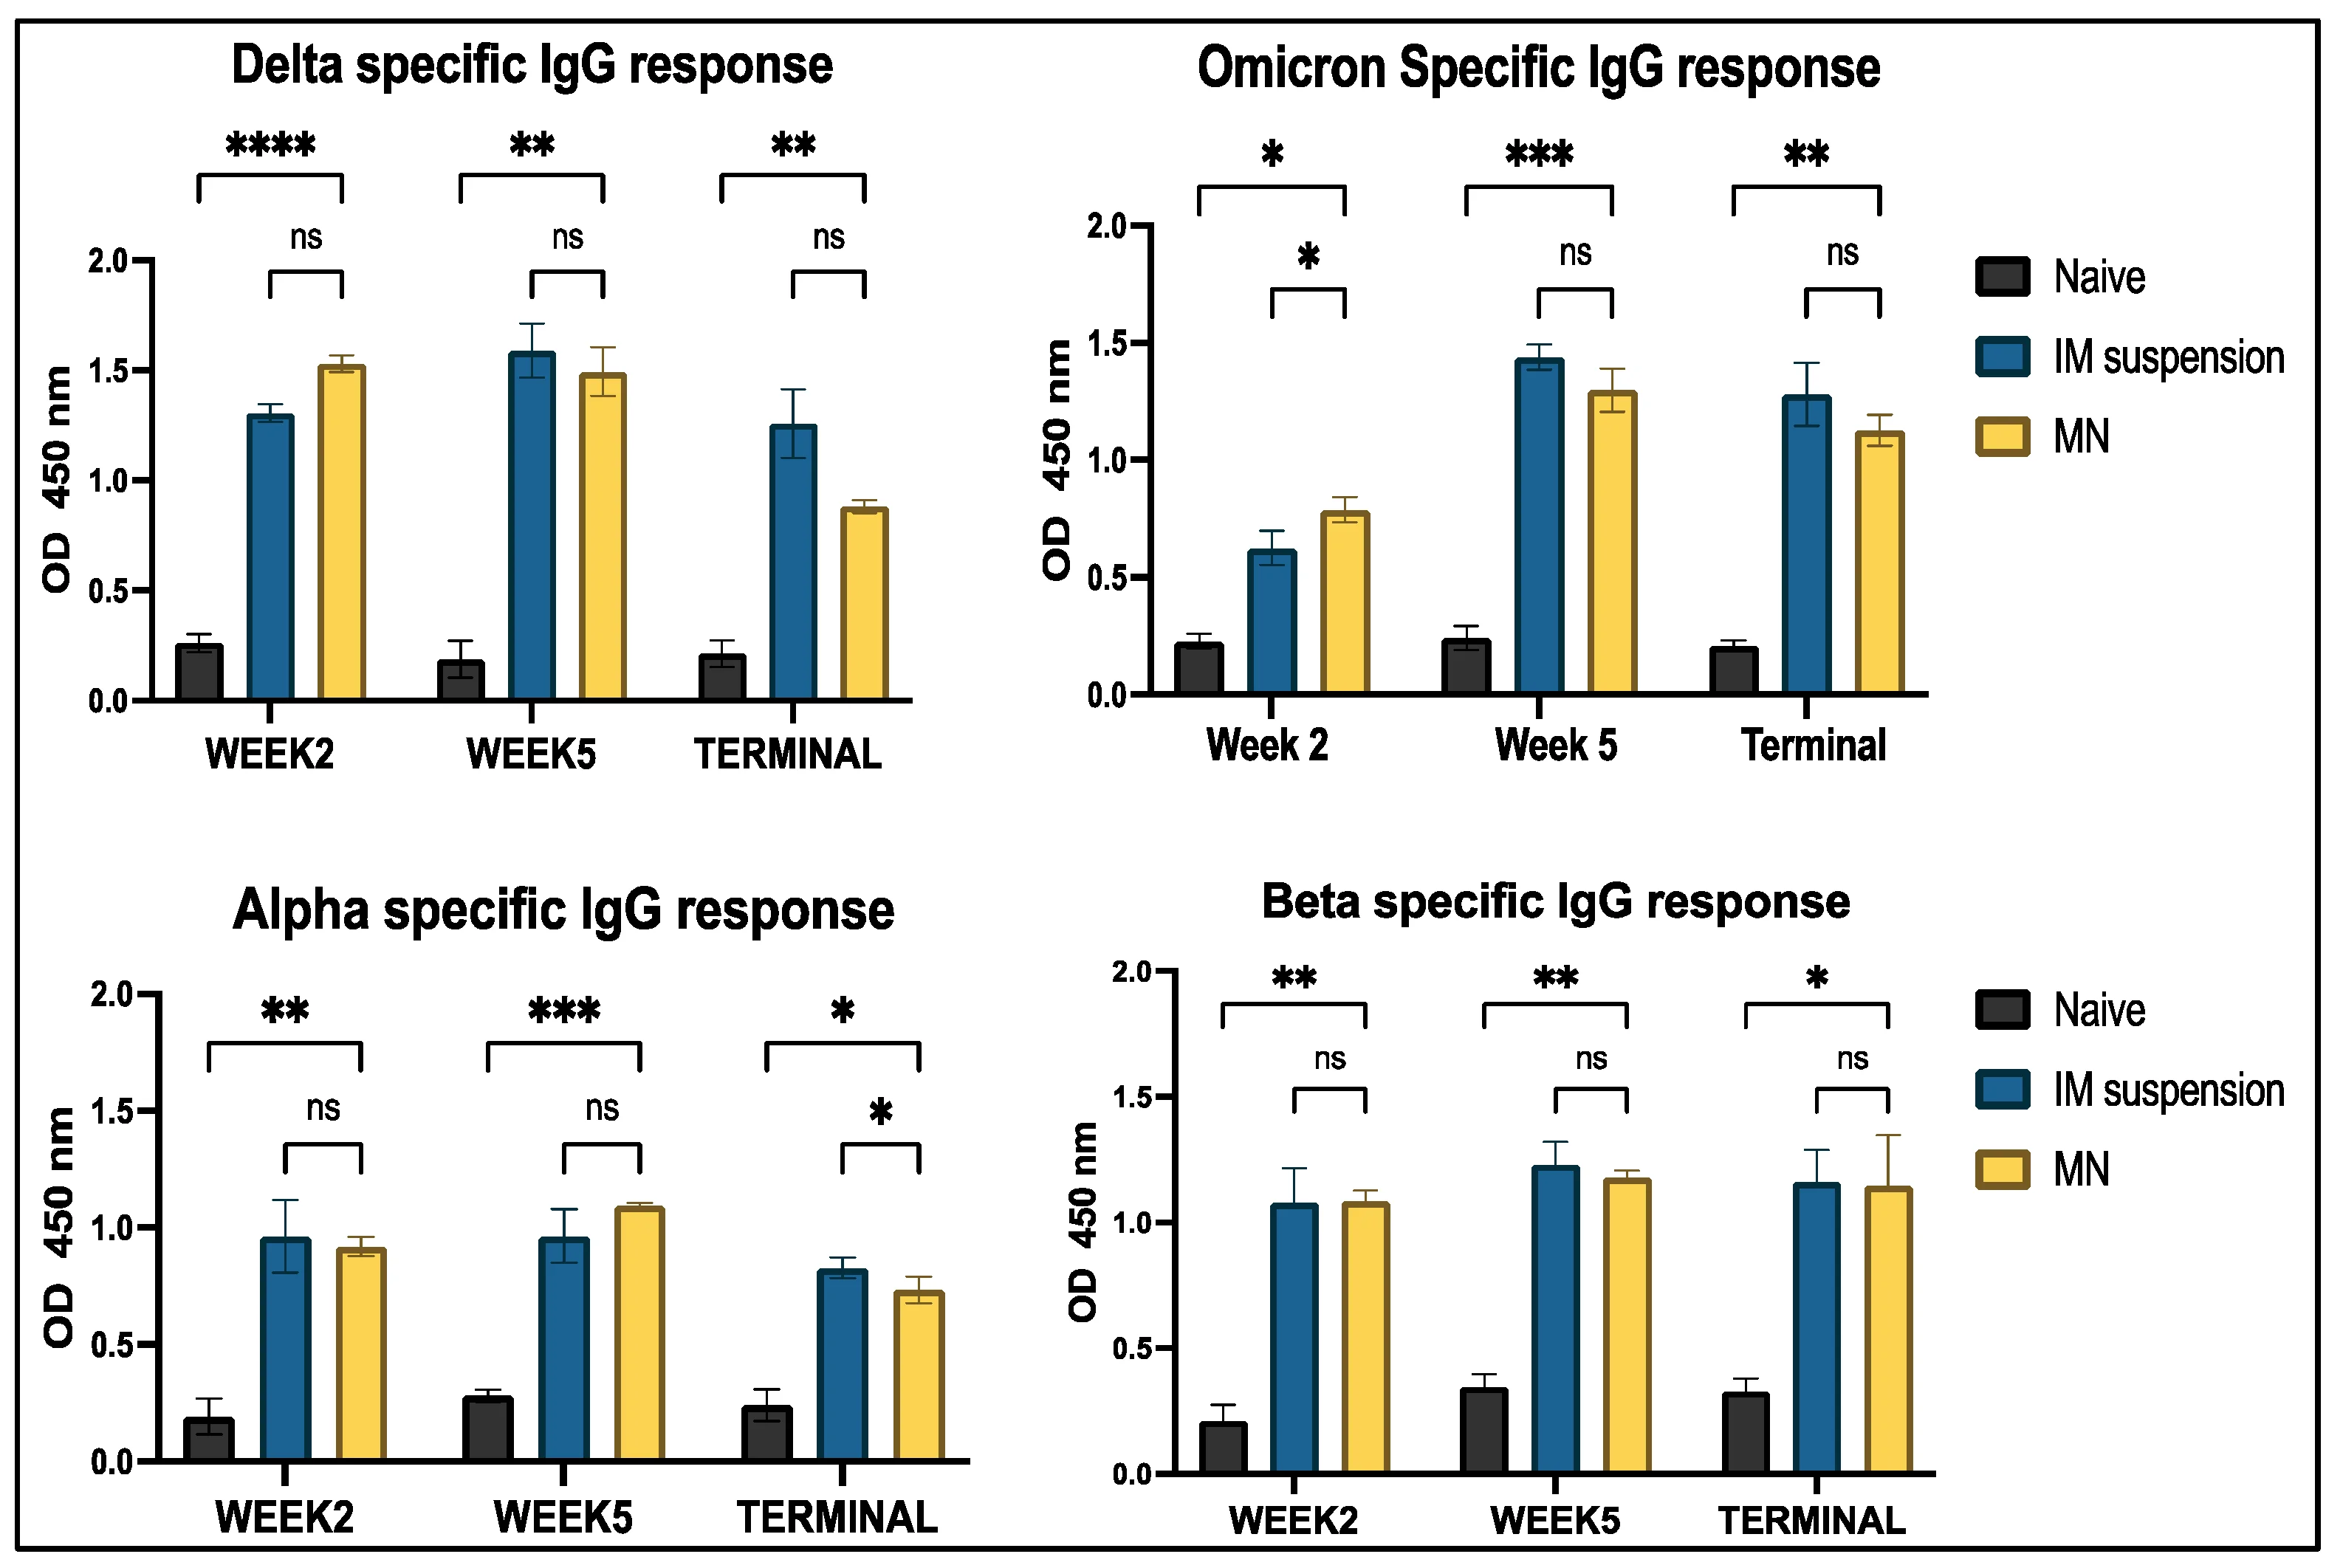 Delta specific IgG response
**** ** **
ns ns ns
OD 450 nm
2.0
1.5
1.0
0.5
0.0
WEEK2 WEEK5 TERMINAL
Omicron Specific IgG response
* *** **
* ns ns
OD 450 nm
2.0
1.5
1.0
0.5
0.0
Week 2 Week 5 Terminal
Naive
IM suspension
MN
Alpha specific IgG response
** *** *
ns ns *
OD 450 nm
2.0
1.5
1.0
0.5
0.0
WEEK2 WEEK5 TERMINAL
Beta specific IgG response
** ** *
ns ns ns
OD 450 nm
2.0
1.5
1.0
0.5
0.0
WEEK2 WEEK5 TERMINAL
Naive
IM suspension
MN